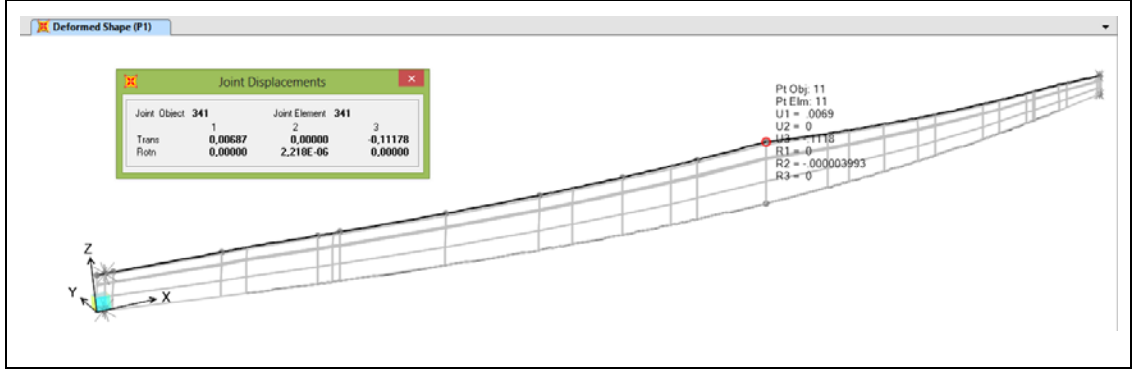 Deformed Shape (P1)
Joint Displacements
Joint Object 341 Joint Element 341
1 2 3
Trans 0,00687 0,00000 -0,11178
Rotn 0,00000 2,218E-06 0,00000
Pt Obj: 11
Pt Elm: 11
U1 = .0069
U2 = 0
U3 = -.1118
R1 = 0
R2 = -.000003993
R3 = 0
Z
Y
X